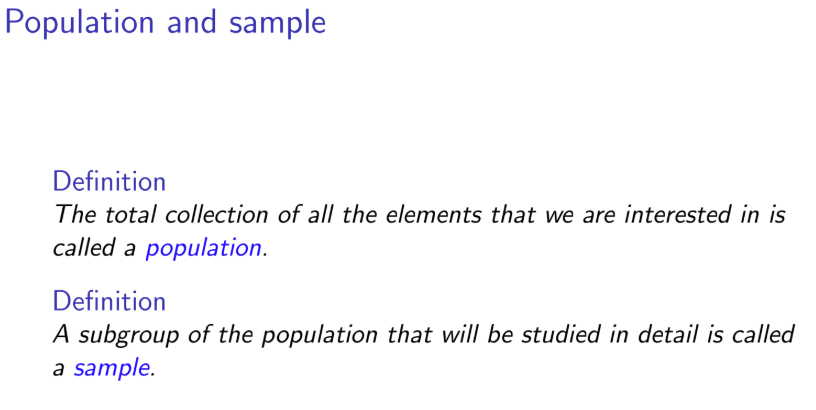 Population and sample
Definition
The total collection of all the elements that we are interested in is
called a population.
Definition
A subgroup of the population that will be studied in detail is called
a sample.